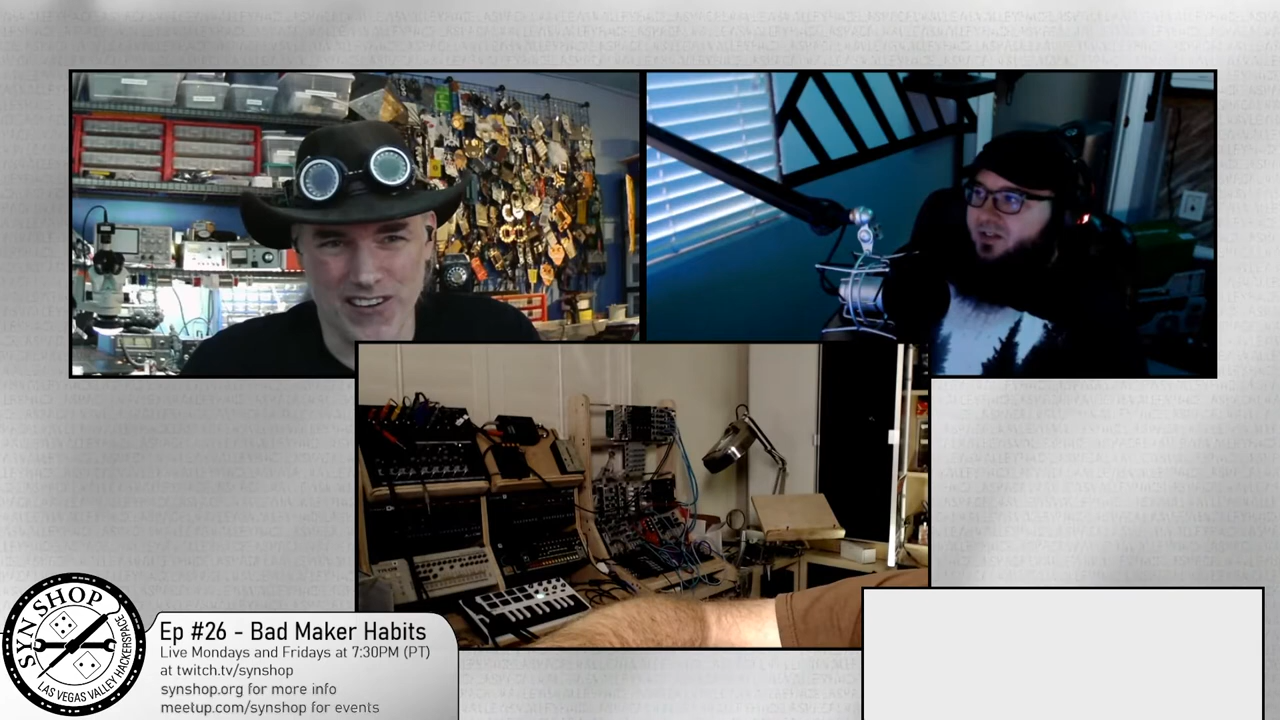 SYN SHOP
LAS VEGAS VALLEY HACKERSPACE
Ep #26 - Bad Maker Habits
Live Mondays and Fridays at 7:30PM (PT)
at twitch.tv/synshop
synshop.org for more info
meetup.com/synshop for events